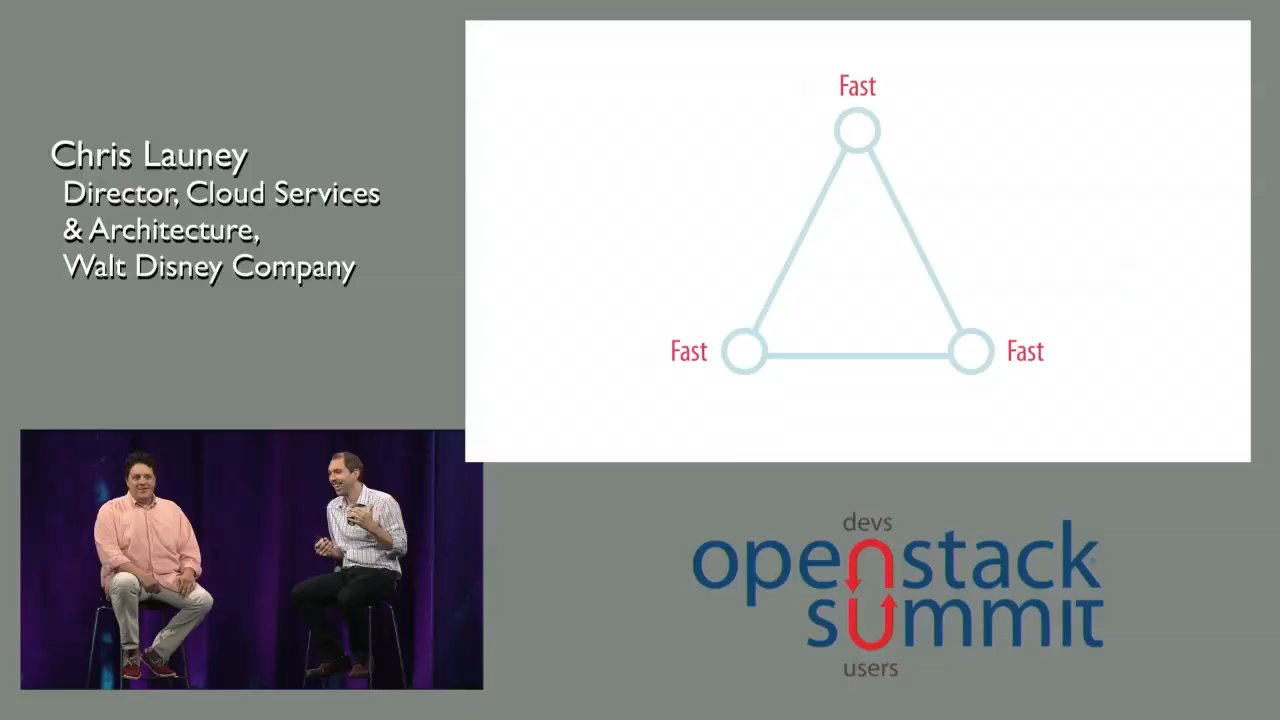 Chris Launey
Director, Cloud Services
& Architecture,
Walt Disney Company
Fast
Fast
Fast
devs
openstack
summit
users